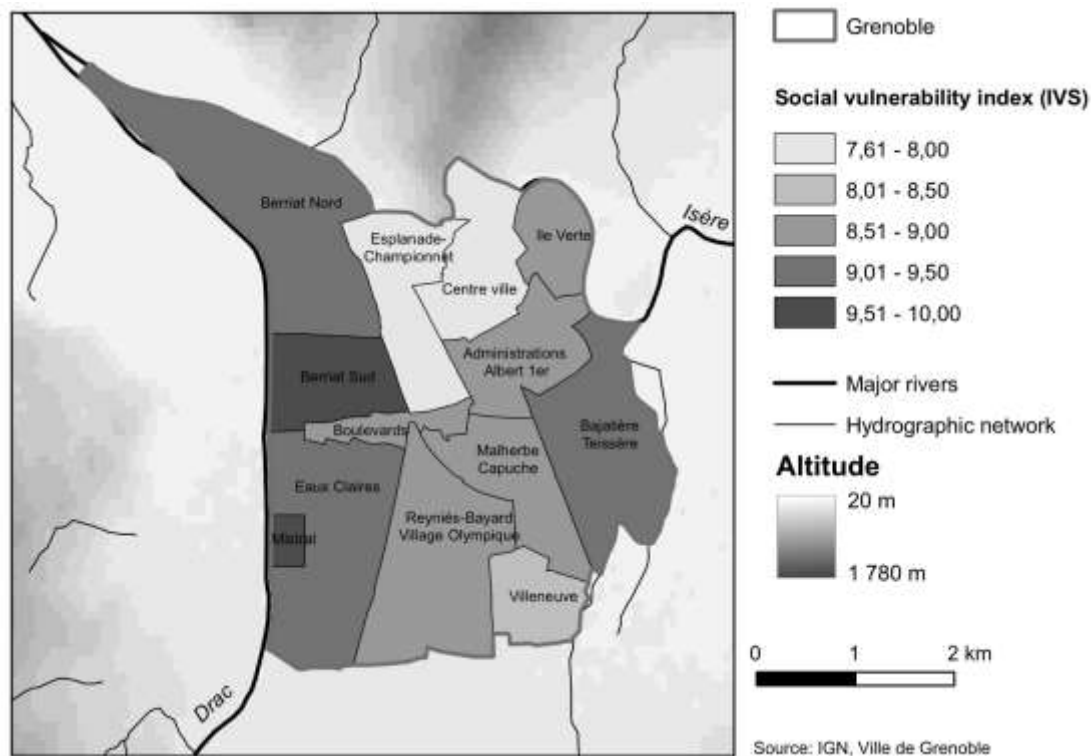 Grenoble
Social vulnerability index (IVS)
7,61 - 8,00
8,01 - 8,50
8,51 - 9,00
9,01 - 9,50
9,51 - 10,00
Major rivers
Hydrographic network
Altitude
20 m
1 780 m
0 1 2 km
Source: IGN, Ville de Grenoble
Berriat Nord
Esplanade-
Championnet
Ile Verte
Isère
Centre ville
Administrations
Albert 1er
Berriat Sud
Boulevards
Bajatière
Teissère
Malherbe
Capuche
Eaux Claires
Reyniés-Bayard
Village Olympique
Mistral
Villeneuve
Drac